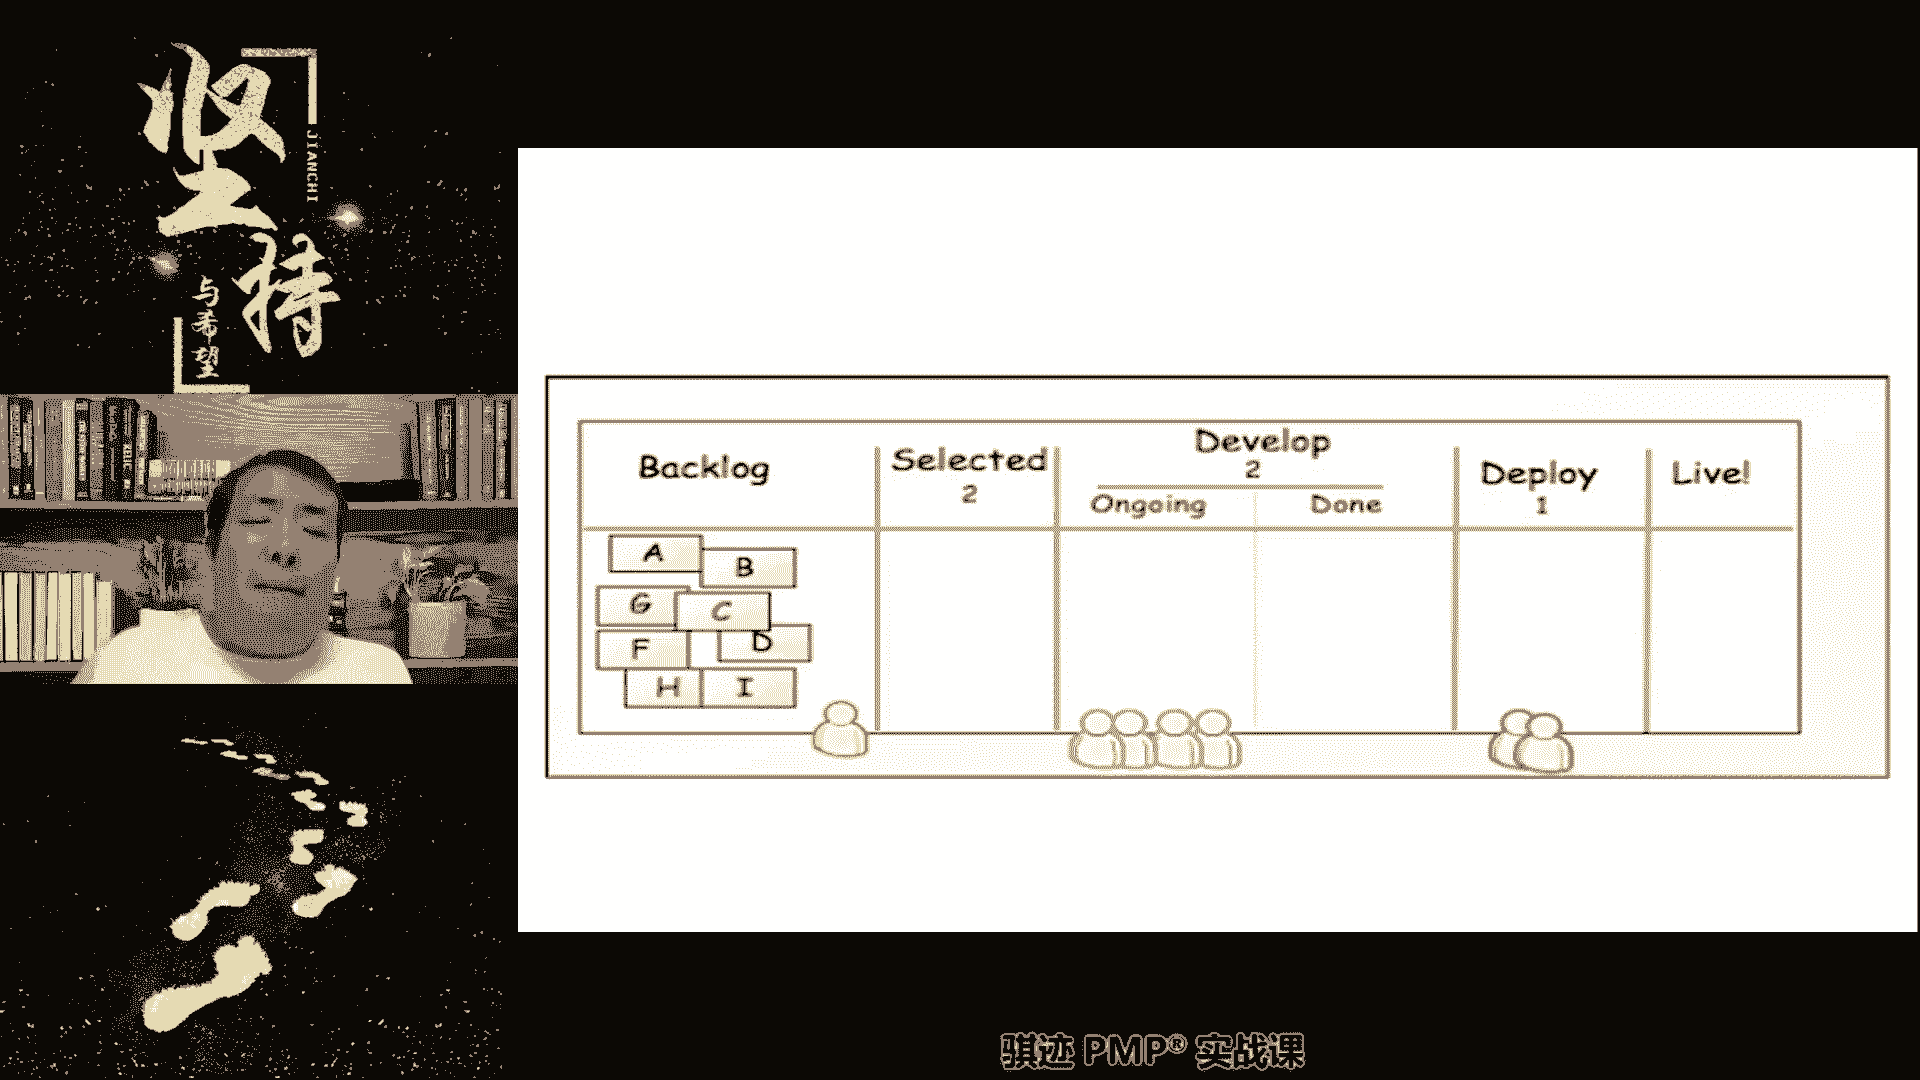 坚持
JIANCHI
与希望
Backlog
Selected
2
Develop
2
Ongoing
Done
Deploy
1
Live!
A
B
G
C
F
D
H
I
骐迹 PMP® 实战课